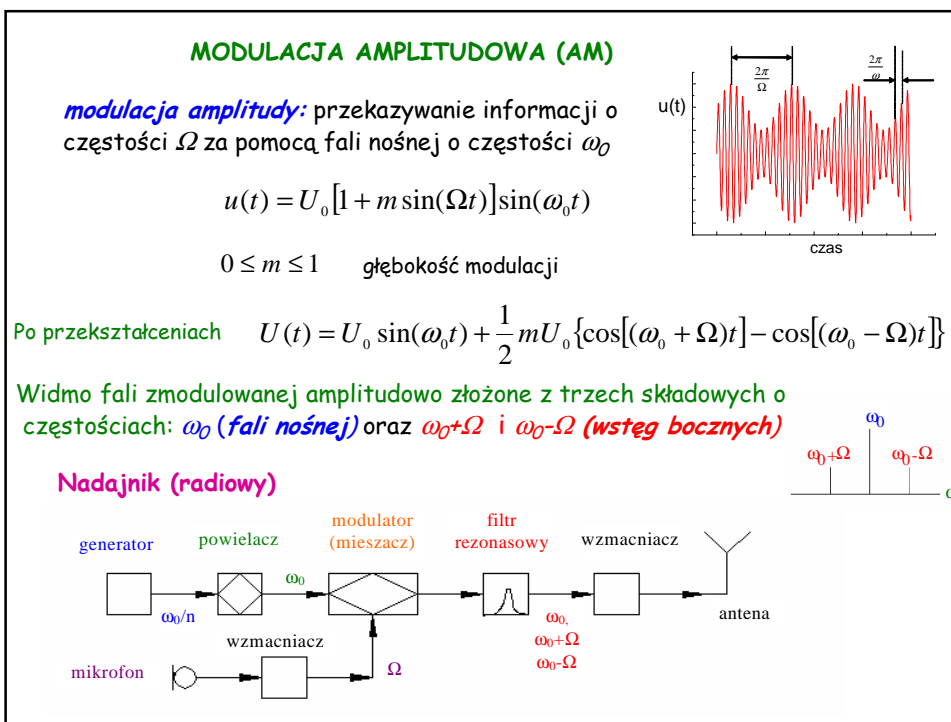 MODULACJA AMPLITUDOWA (AM)
modulacja amplitudy: przekazywanie informacji o
częstości Ω za pomocą fali nośnej o częstości ω₀
u(t) = U₀[1 + m sin(Ωt)]sin(ω₀t)
0 ≤ m ≤ 1 głębokość modulacji
2π/Ω
2π/ω
u(t)
czas
Po przekształceniach U(t) = U₀ sin(ω₀t) + 1/2 mU₀{cos[(ω₀ + Ω)t] − cos[(ω₀ − Ω)t]}
Widmo fali zmodulowanej amplitudowo złożone z trzech składowych o
częstościach: ω₀ (fali nośnej) oraz ω₀+Ω i ω₀-Ω (wstęg bocznych)
ω₀
ω₀+Ω ω₀-Ω
ω
Nadajnik (radiowy)
generator
powielacz
modulator
(mieszacz)
filtr
rezonasowy
wzmacniacz
antena
ω₀/n
ω₀
ω₀,
ω₀+Ω
ω₀-Ω
mikrofon
wzmacniacz
Ω